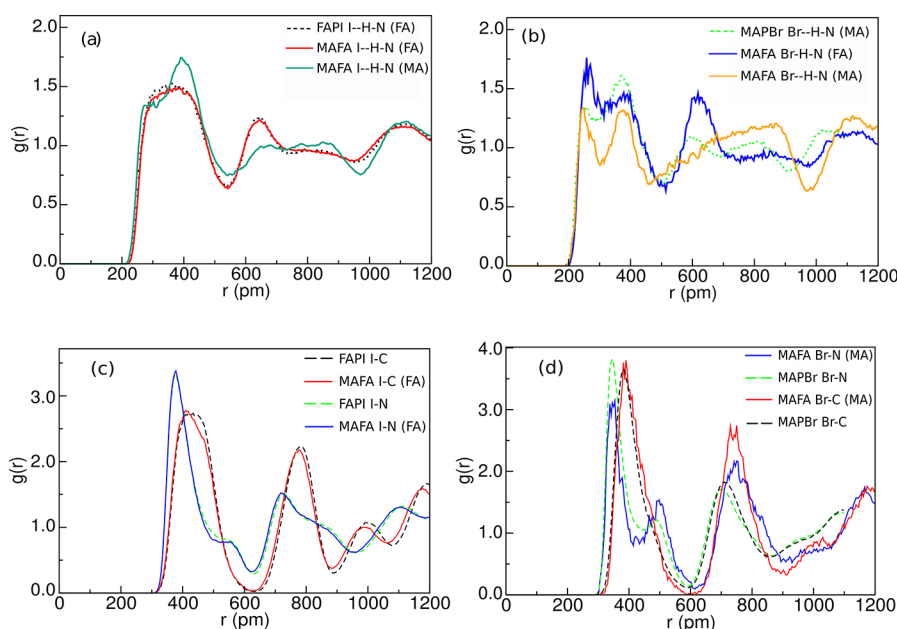 (a)
FAPI I--H-N (FA)
MAFA I--H-N (FA)
MAFA I--H-N (MA)
g(r)
2.0
1.5
1.0
0.5
0.0
0 200 400 600 800 1000 1200
r (pm)
(b)
MAPBr Br--H-N (MA)
MAFA Br-H-N (FA)
MAFA Br--H-N (MA)
g(r)
2.0
1.5
1.0
0.5
0.0
0 200 400 600 800 1000 1200
r (pm)
(c)
FAPI I-C
MAFA I-C (FA)
FAPI I-N
MAFA I-N (FA)
g(r)
3.0
2.0
1.0
0.0
0 200 400 600 800 1000 1200
r (pm)
(d)
MAFA Br-N (MA)
MAPBr Br-N
MAFA Br-C (MA)
MAPBr Br-C
g(r)
4.0
3.0
2.0
1.0
0.0
200 400 600 800 1000 1200
r (pm)